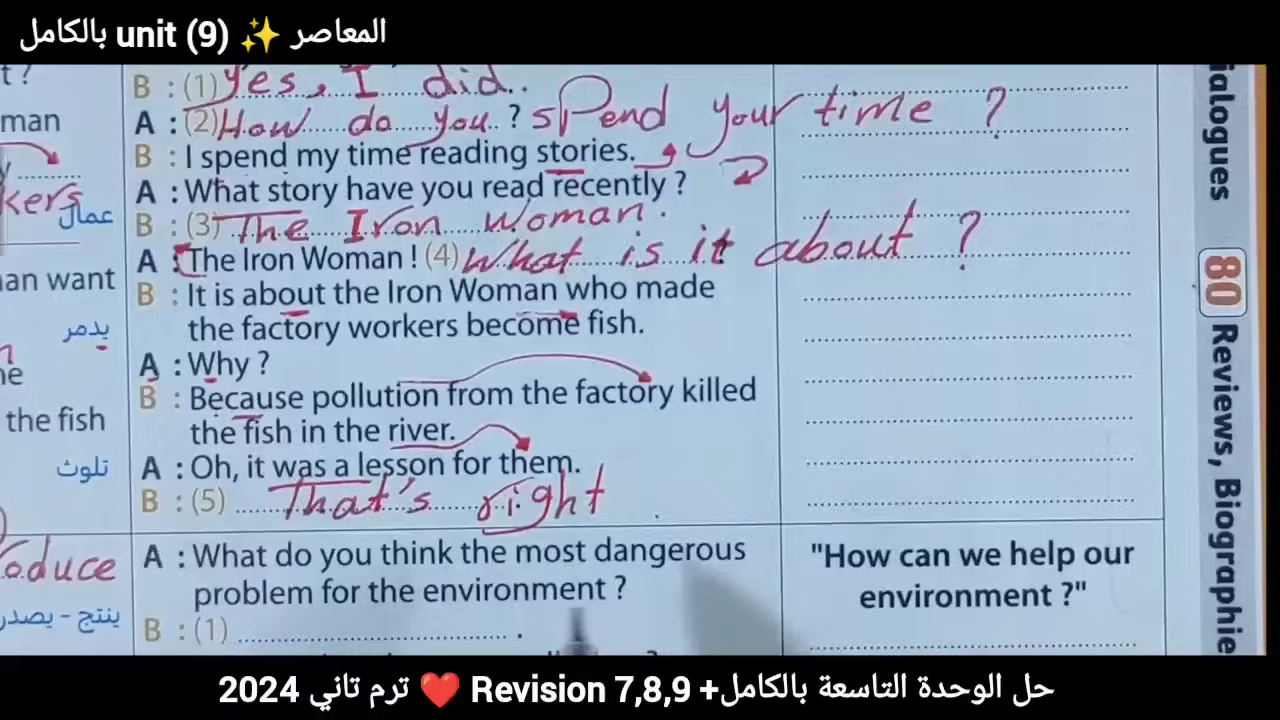 المعاصر ✨ unit (9) بالكامل
t ?
man
kers
عمال
an want
يدمر
the fish
تلوث
oduce
ينتج - يصدر
B : (1) Yes, I did.
A : (2) How do you ? spend your time ?
B : I spend my time reading stories.
A : What story have you read recently ?
B : (3) The Iron Woman.
A : The Iron Woman ! (4) What is it about ?
B : It is about the Iron Woman who made
the factory workers become fish.
A : Why ?
B : Because pollution from the factory killed
the fish in the river.
A : Oh, it was a lesson for them.
B : (5) That's right
A : What do you think the most dangerous
problem for the environment ?
B : (1) .
"How can we help our
environment ?"
ialogues
80
Reviews, Biographie
حل الوحدة التاسعة بالكامل+ Revision 7,8,9 ❤️ ترم تاني 2024